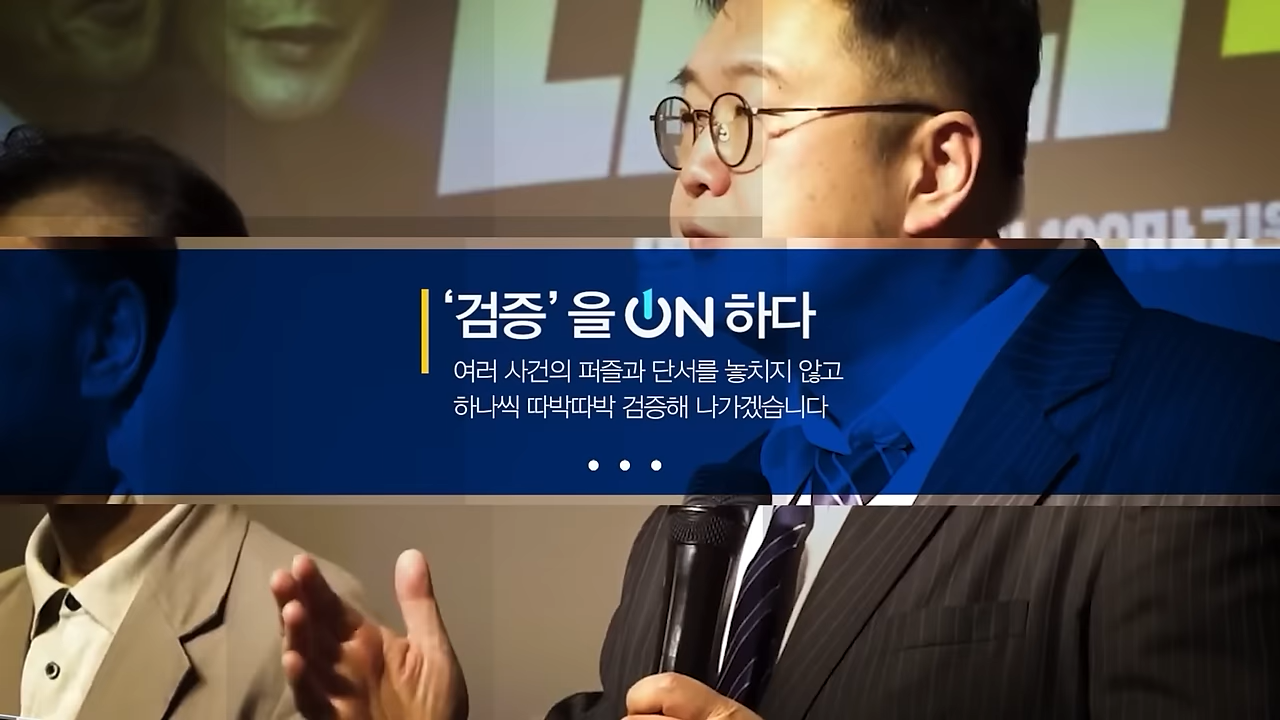 ‘검증’을 ON 하다
여러 사건의 퍼즐과 단서를 놓치지 않고
하나씩 따박따박 검증해 나가겠습니다